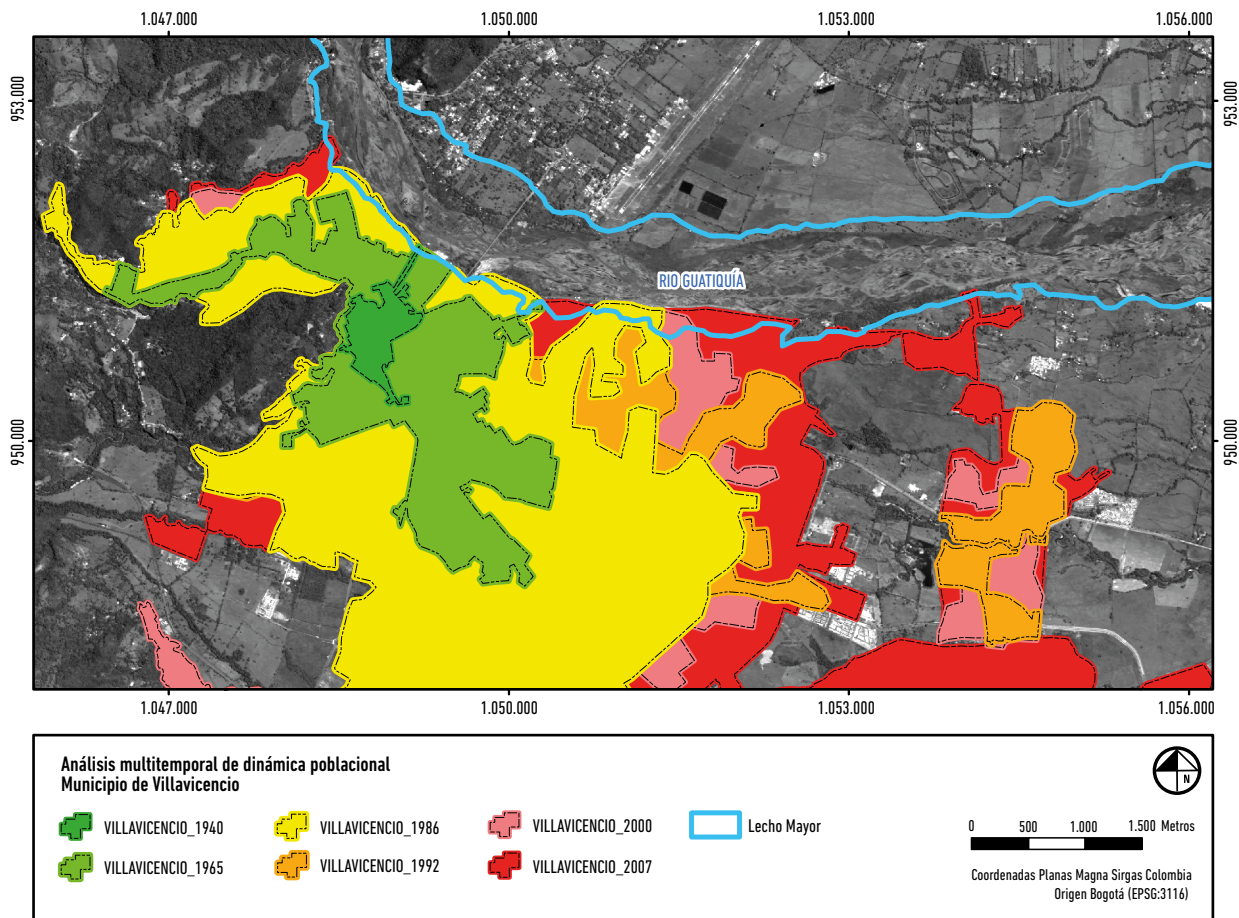 1.047.000 1.050.000 1.053.000 1.056.000
953.000 953.000
RIO GUATIQUÍA
950.000 950.000
1.047.000 1.050.000 1.053.000 1.056.000
Análisis multitemporal de dinámica poblacional
Municipio de Villavicencio
N
VILLAVICENCIO_1940 VILLAVICENCIO_1986 VILLAVICENCIO_2000 Lecho Mayor
VILLAVICENCIO_1965 VILLAVICENCIO_1992 VILLAVICENCIO_2007
0 500 1.000 1.500 Metros
Coordenadas Planas Magna Sirgas Colombia
Origen Bogotá (EPSG:3116)